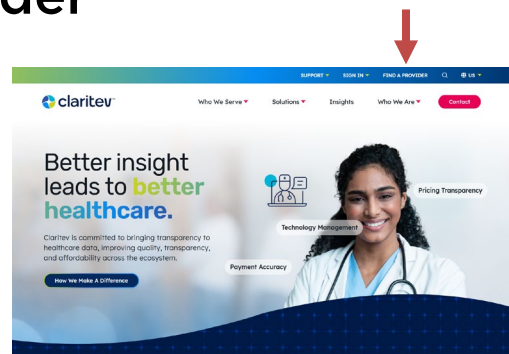 SUPPORT SIGN IN FIND A PROVIDER US
claritev
Who We Serve Solutions Insights Who We Are Contact
Better insight
leads to better
healthcare.
Claritev is committed to bringing transparency to
healthcare data, improving quality, transparency,
and affordability across the ecosystem.
How We Make A Difference
Pricing Transparency
Technology Management
Payment Accuracy